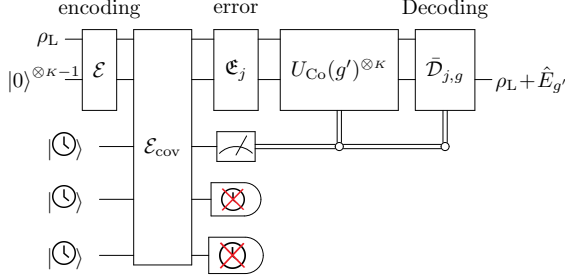 encoding error Decoding
ρ_L
|0⟩^{⊗K−1} ℰ 𝕰_j U_Co(g′)^{⊗K} 𝒟̄_{j,g} ρ_L + Ê_{g′}
ℰ_cov